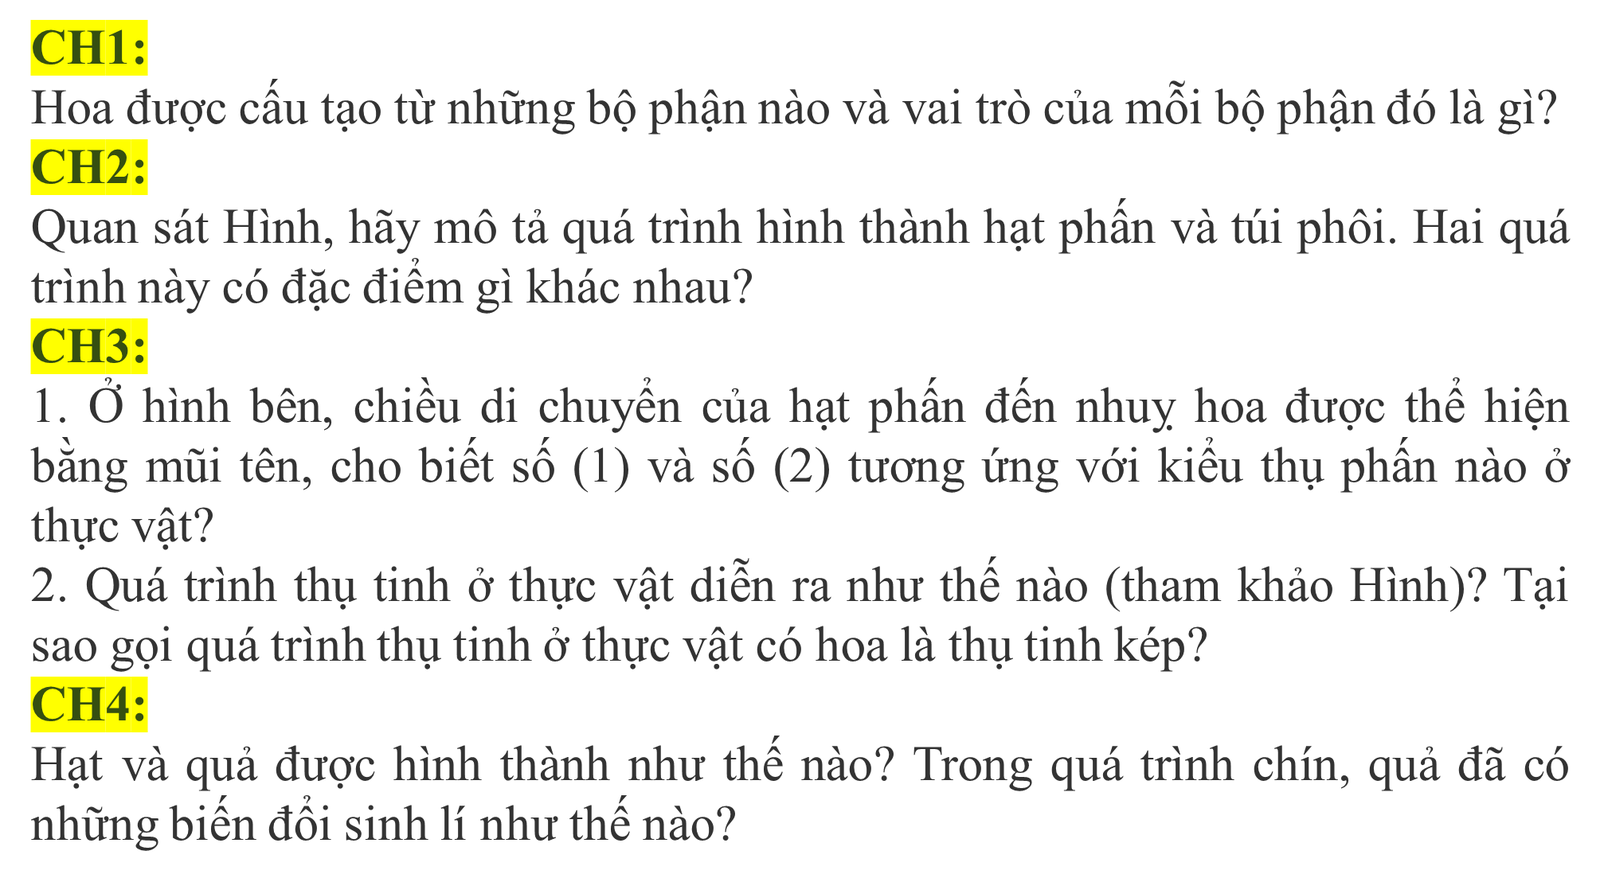 CH1:
Hoa được cấu tạo từ những bộ phận nào và vai trò của mỗi bộ phận đó là gì?
CH2:
Quan sát Hình, hãy mô tả quá trình hình thành hạt phấn và túi phôi. Hai quá
trình này có đặc điểm gì khác nhau?
CH3:
1. Ở hình bên, chiều di chuyển của hạt phấn đến nhuỵ hoa được thể hiện
bằng mũi tên, cho biết số (1) và số (2) tương ứng với kiểu thụ phấn nào ở
thực vật?
2. Quá trình thụ tinh ở thực vật diễn ra như thế nào (tham khảo Hình)? Tại
sao gọi quá trình thụ tinh ở thực vật có hoa là thụ tinh kép?
CH4:
Hạt và quả được hình thành như thế nào? Trong quá trình chín, quả đã có
những biến đổi sinh lí như thế nào?